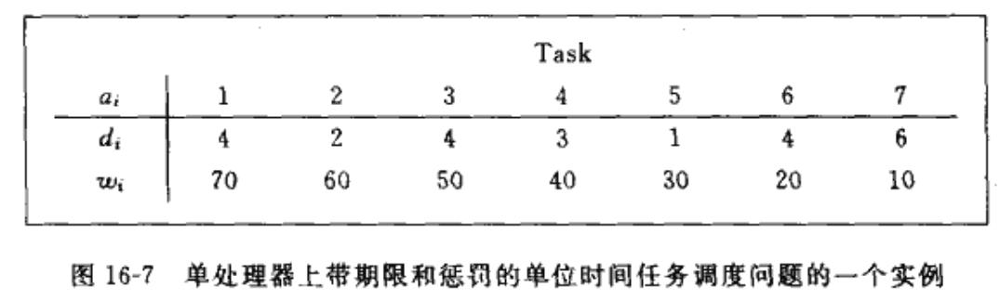 Task
a_i 1 2 3 4 5 6 7
d_i 4 2 4 3 1 4 6
w_i 70 60 50 40 30 20 10
图 16-7 单处理器上带期限和惩罚的单位时间任务调度问题的一个实例